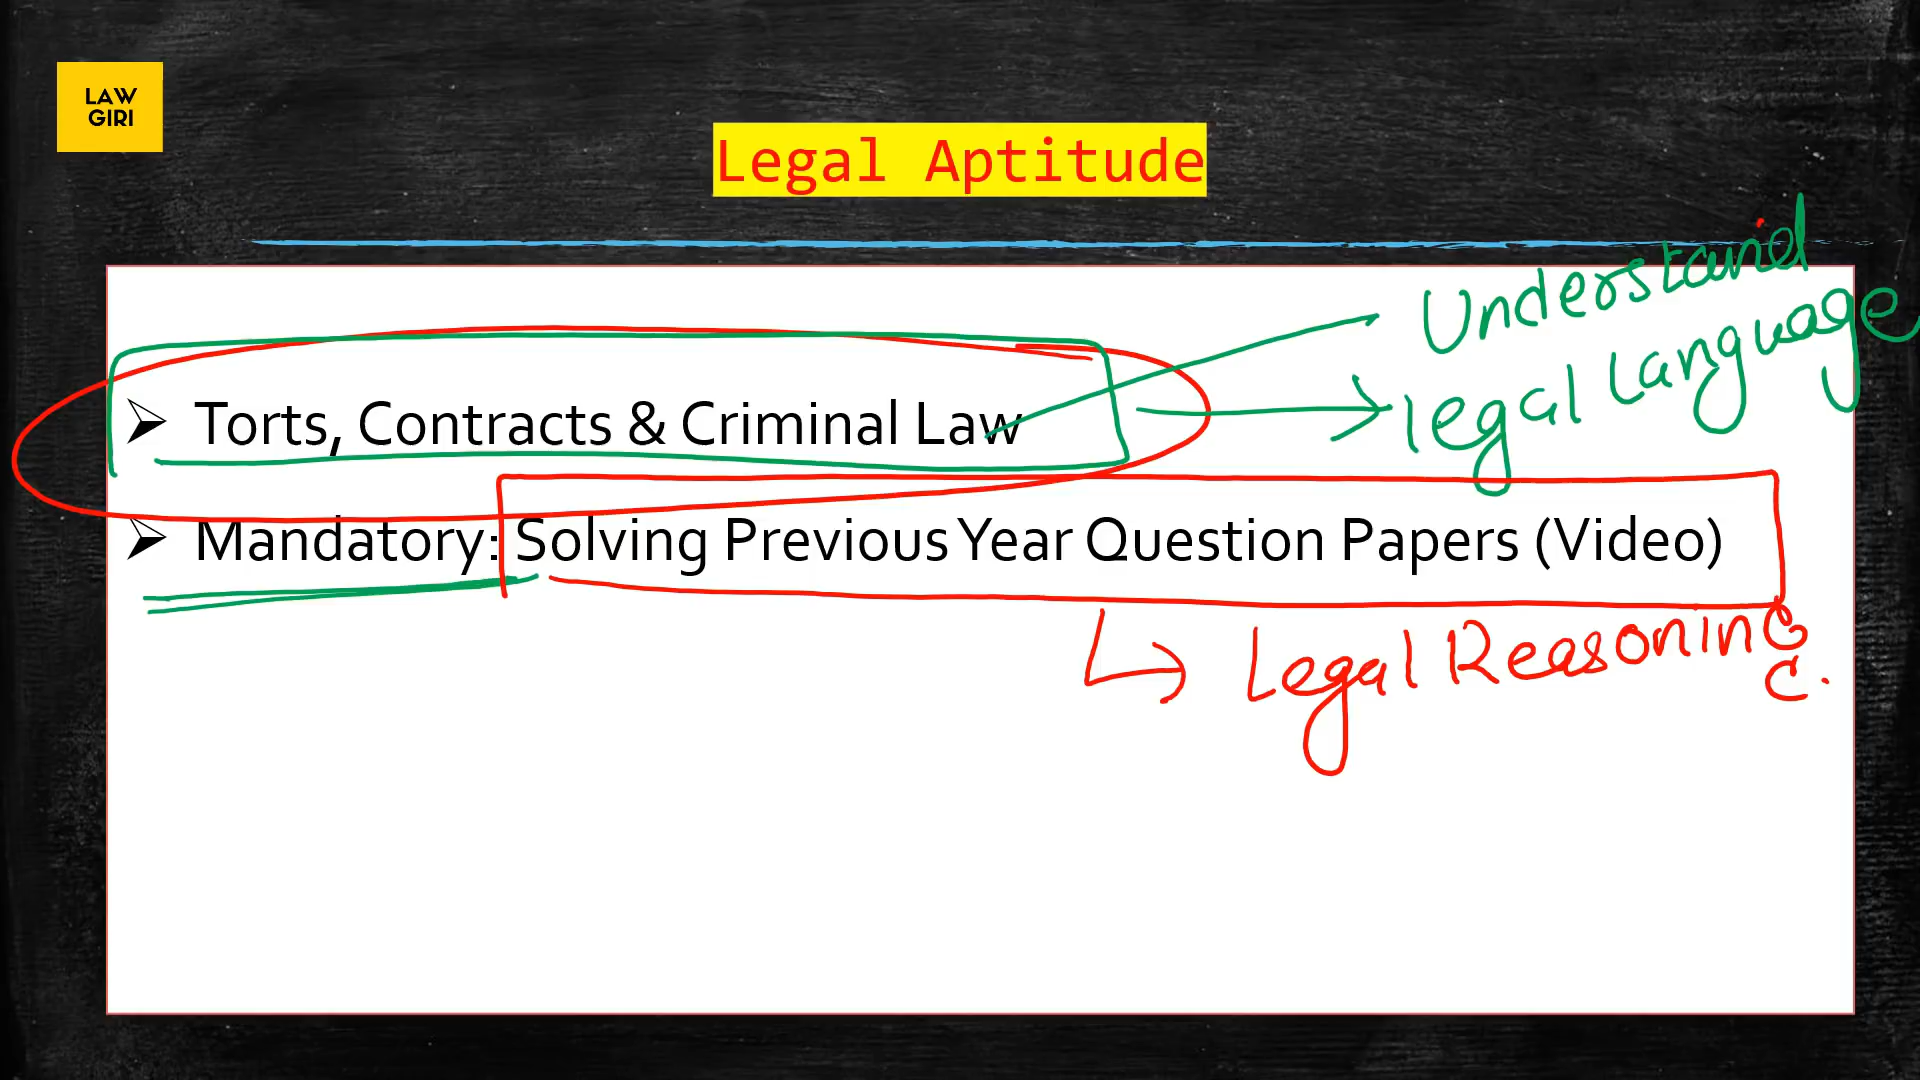 LAW
GIRI
Legal Aptitude
Understand
legal language
➢ Torts, Contracts & Criminal Law
➢ Mandatory: Solving Previous Year Question Papers (Video)
Legal Reasoning